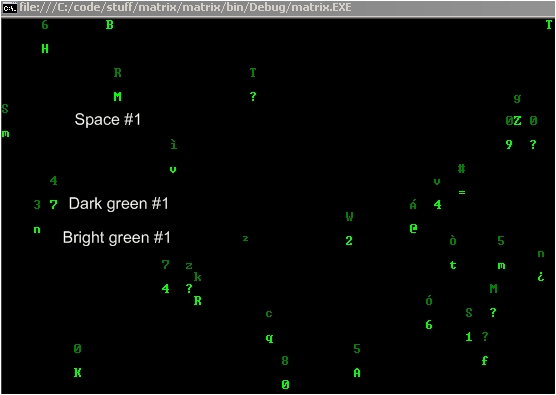 file:///C:/code/stuff/matrix/matrix/bin/Debug/matrix.EXE
6 B T
H
R T
M ?
g
S 0Z 0
Space #1
m 9 ?
ì
v #
4 v =
3 7 Dark green #1 Á 4
W
n @
Bright green #1 ² 2 ò 5
n
7 z t m ¿
k
4 ? M
R ó
c S ?
6
q 1 ?
0 5
8 f
K A
0